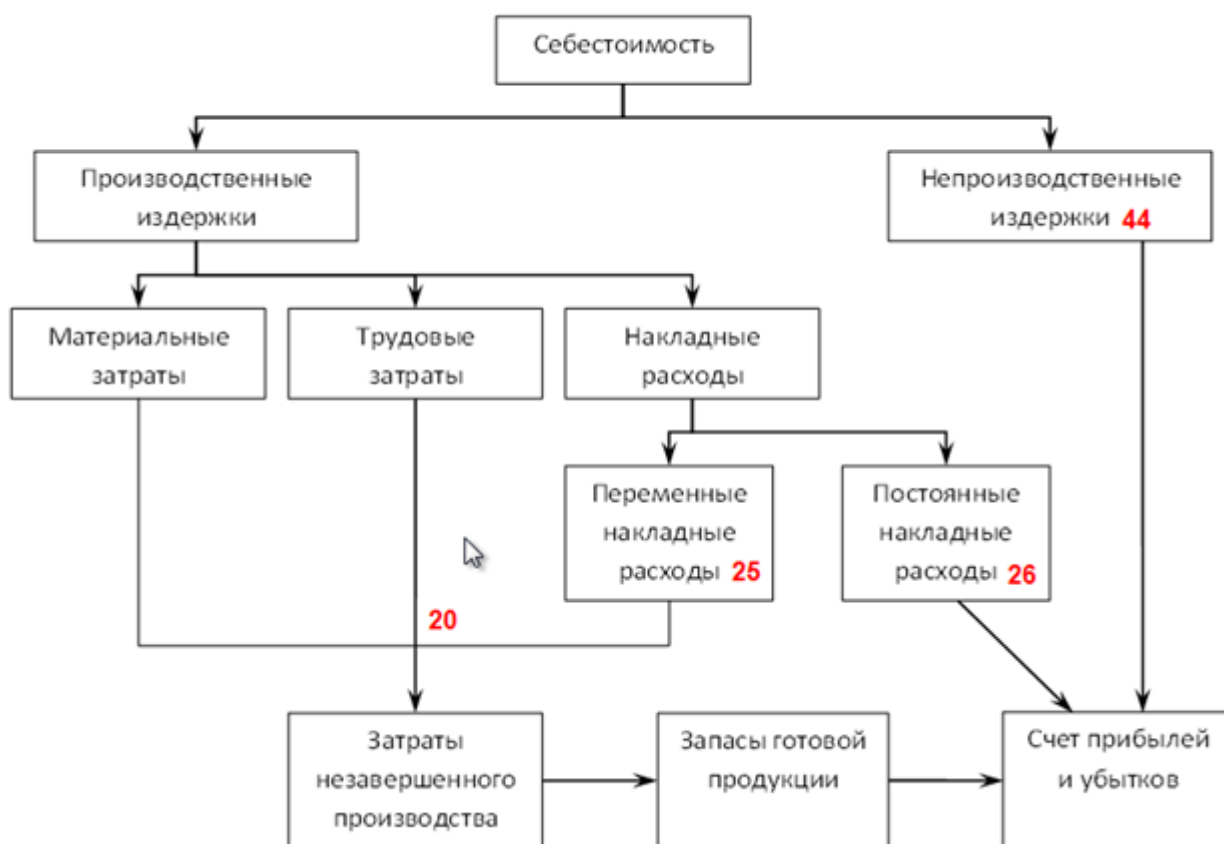 Себестоимость
Производственные
издержки
Непроизводственные
издержки 44
Материальные
затраты
Трудовые
затраты
Накладные
расходы
Переменные
накладные
расходы 25
Постоянные
накладные
расходы 26
20
Затраты
незавершенного
производства
Запасы готовой
продукции
Счет прибылей
и убытков